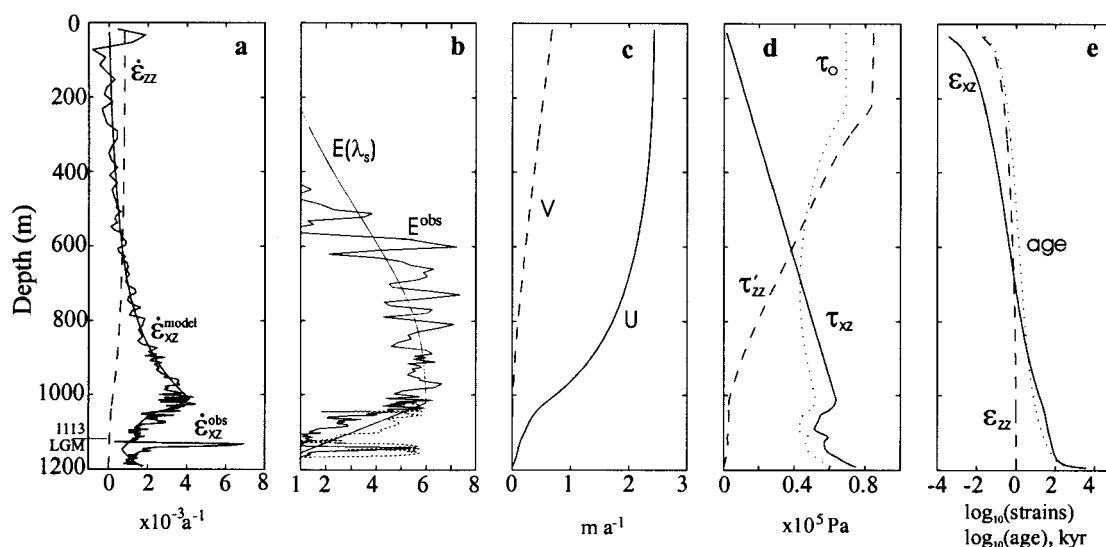 a
b
c
d
e
Depth (m)
0
200
400
600
800
1000
1113
LGM
1200
ε̇zz
ε̇xz^model
ε̇xz^obs
0 2 4 6 8
x10⁻³a⁻¹
E(λs)
E^obs
1 2 3 4 5 6 8
V
U
0 1 2 3
m a⁻¹
τo
τ'zz
τxz
0 0.4 0.8
x10⁵ Pa
εxz
age
εzz
-4 -2 0 2 4
log₁₀(strains)
log₁₀(age), kyr